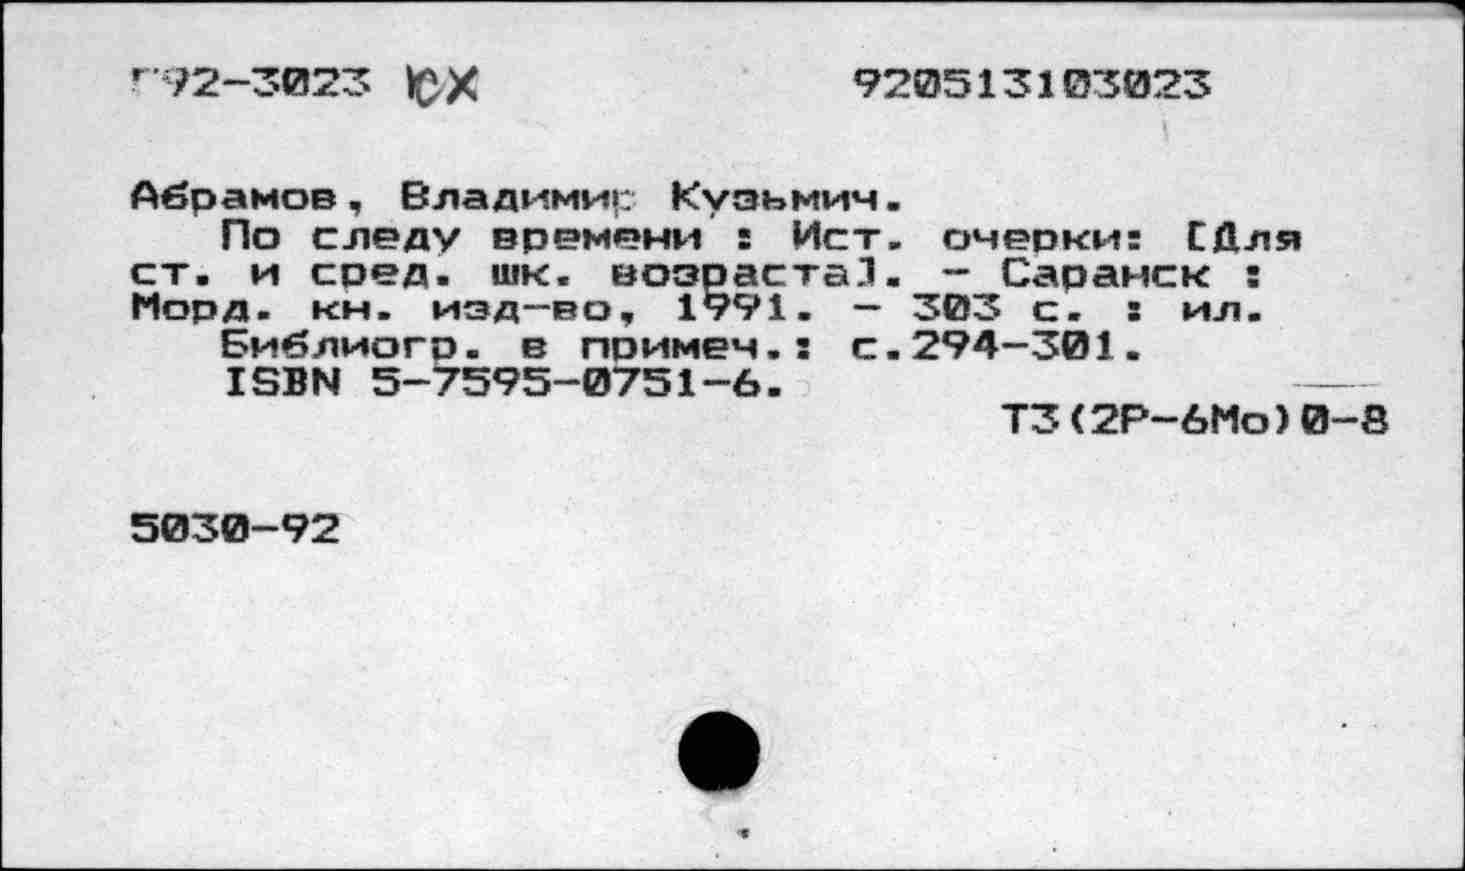 Г92-3023 КХ 920513103023
Абрамов, Владимир Кузьмич.
По следу времени : Ист. очерки: [Для
ст. и сред. шк. возраста]. - Саранск :
Морд. кн. изд-во, 1991. - 303 с. : ил.
Библиогр. в примеч.: с.294-301.
ISBN 5-7595-0751-6.
Т3(2Р-6Мо)0-8
5030-92